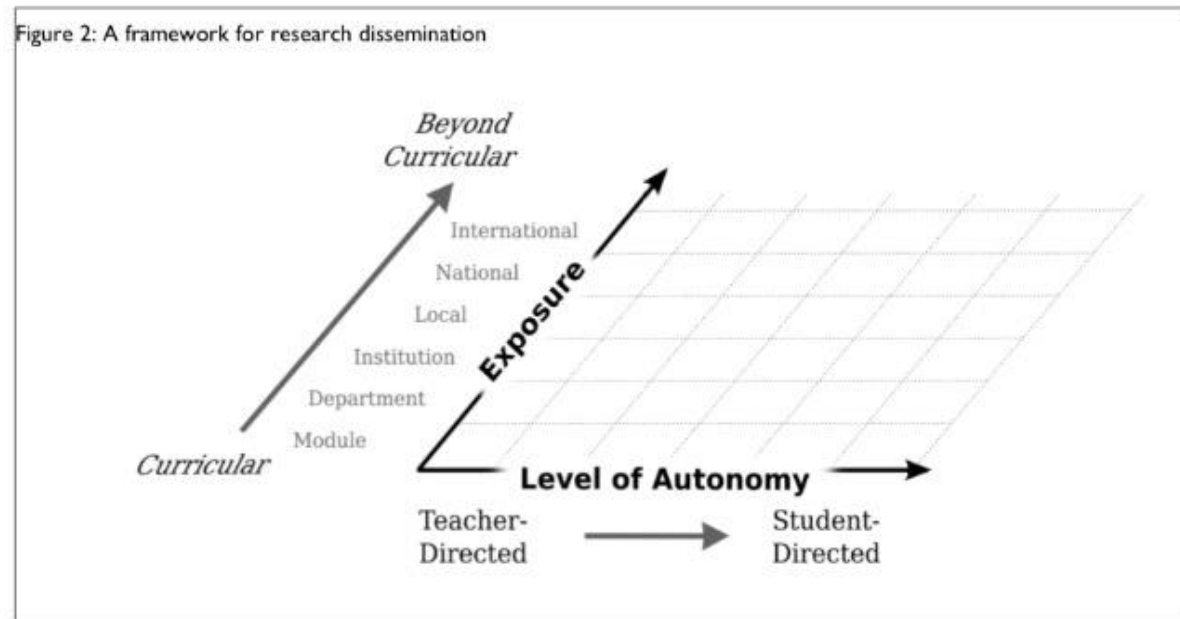 Figure 2: A framework for research dissemination
Beyond
Curricular
International
National
Local
Institution
Department
Module
Curricular
Exposure
Level of Autonomy
Teacher-
Directed
Student-
Directed